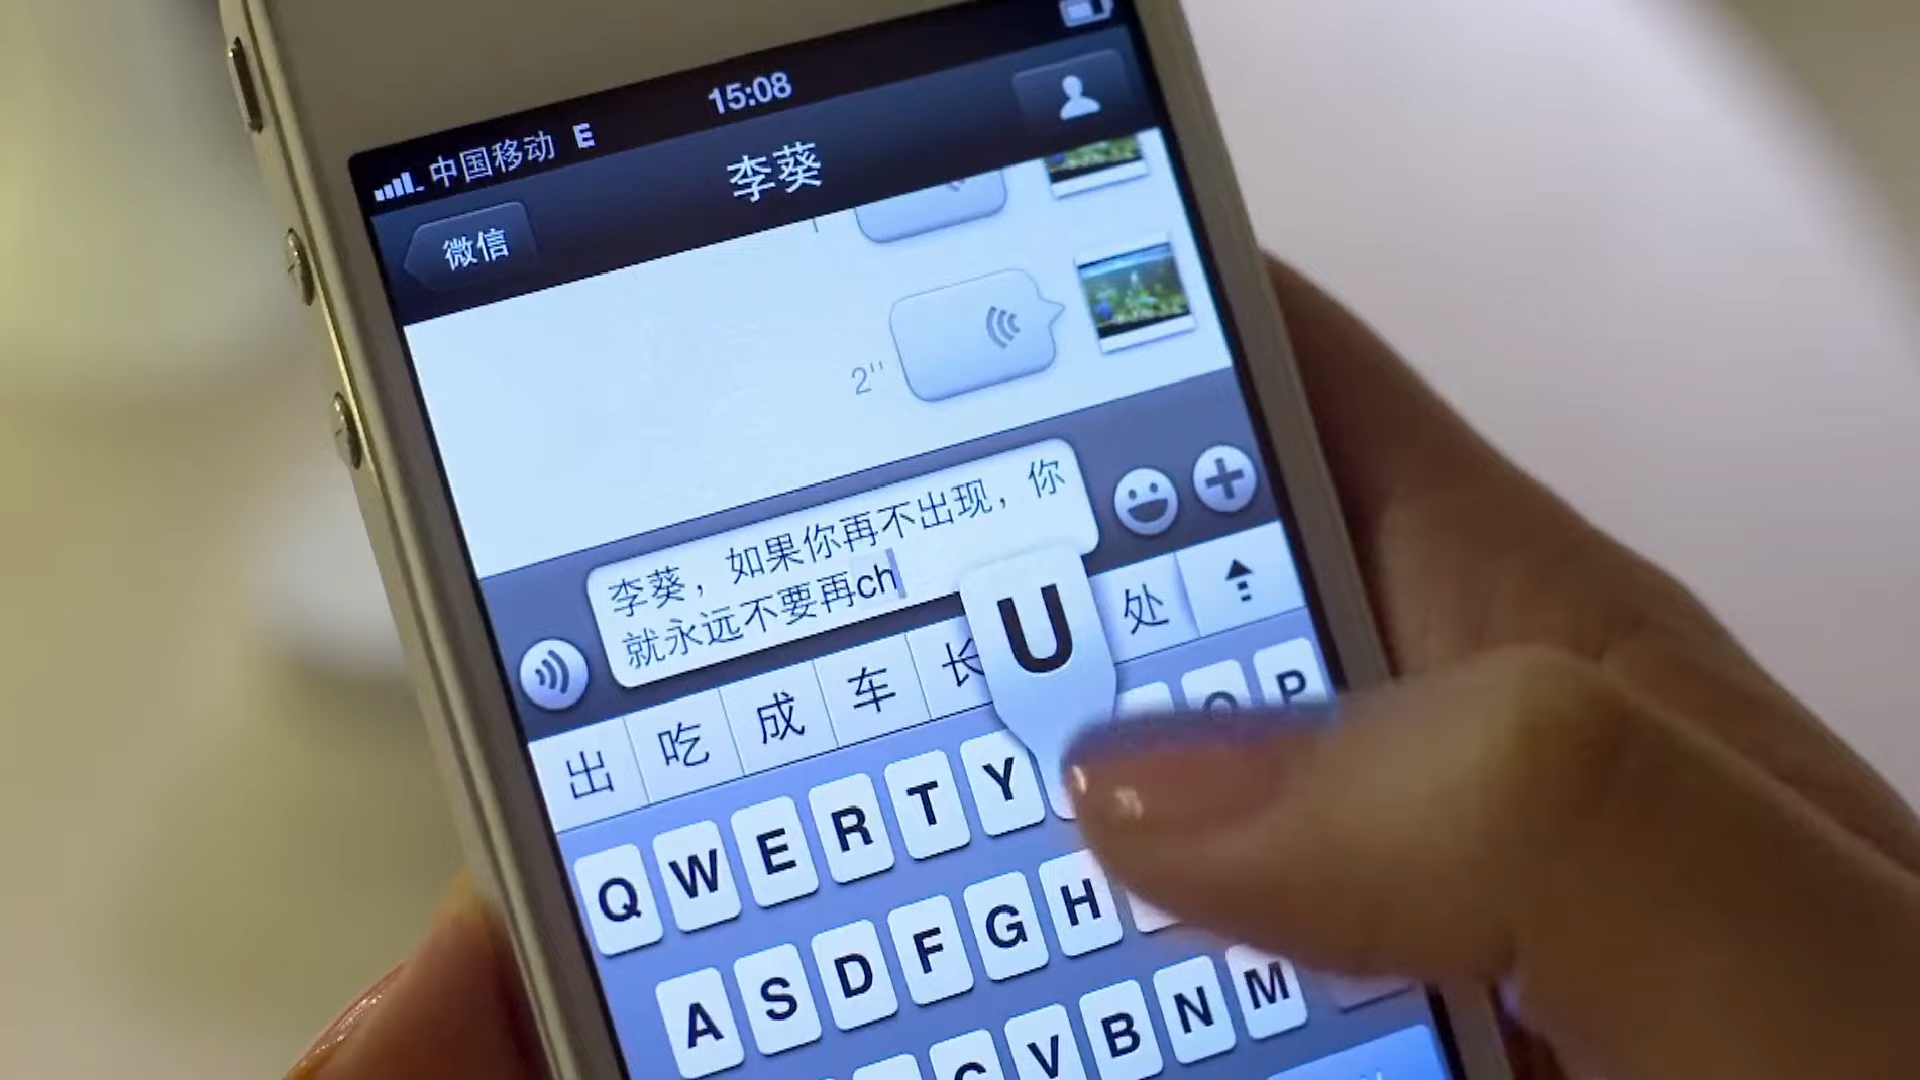 中国移动 E 15:08
微信 李葵
2''
李葵，如果你再不出现，你
就永远不要再ch
出 吃 成 车 长 处
U
Q W E R T Y O P
A S D F G H
C V B N M